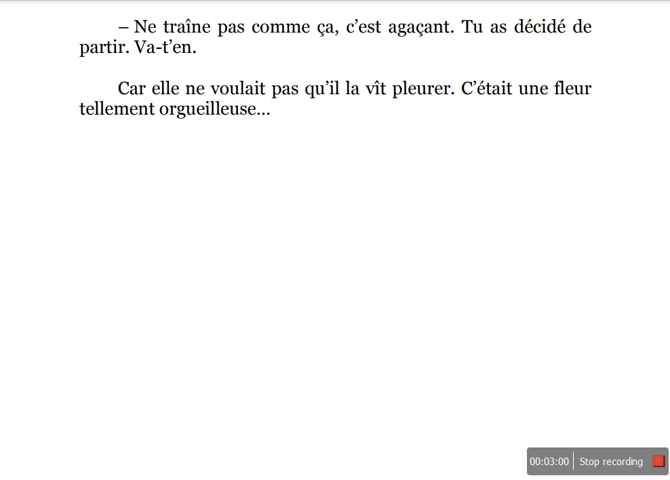 – Ne traîne pas comme ça, c’est agaçant. Tu as décidé de
partir. Va-t’en.
Car elle ne voulait pas qu’il la vît pleurer. C’était une fleur
tellement orgueilleuse…
00:03:00 Stop recording